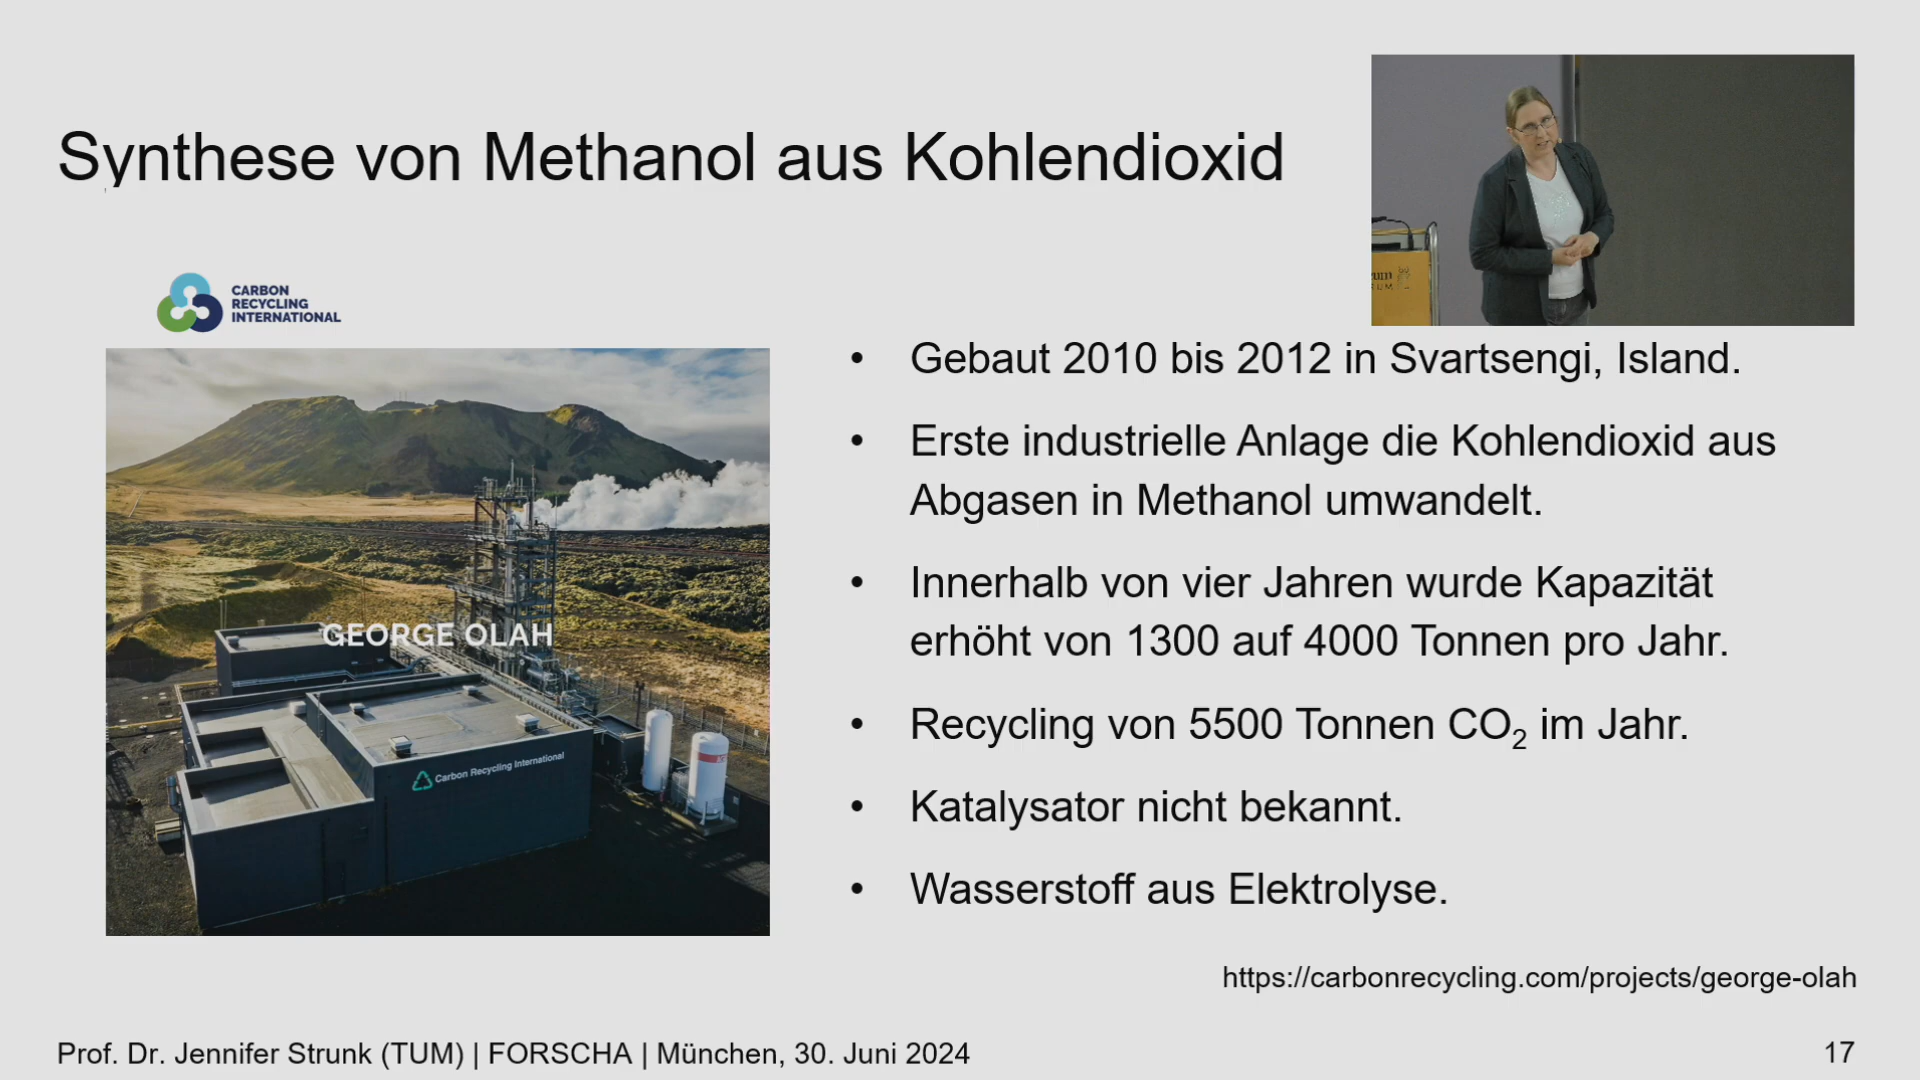 Synthese von Methanol aus Kohlendioxid
CARBON
RECYCLING
INTERNATIONAL
GEORGE OLAH
Carbon Recycling International
• Gebaut 2010 bis 2012 in Svartsengi, Island.
• Erste industrielle Anlage die Kohlendioxid aus
Abgasen in Methanol umwandelt.
• Innerhalb von vier Jahren wurde Kapazität
erhöht von 1300 auf 4000 Tonnen pro Jahr.
• Recycling von 5500 Tonnen CO₂ im Jahr.
• Katalysator nicht bekannt.
• Wasserstoff aus Elektrolyse.
https://carbonrecycling.com/projects/george-olah
Prof. Dr. Jennifer Strunk (TUM) | FORSCHA | München, 30. Juni 2024
17